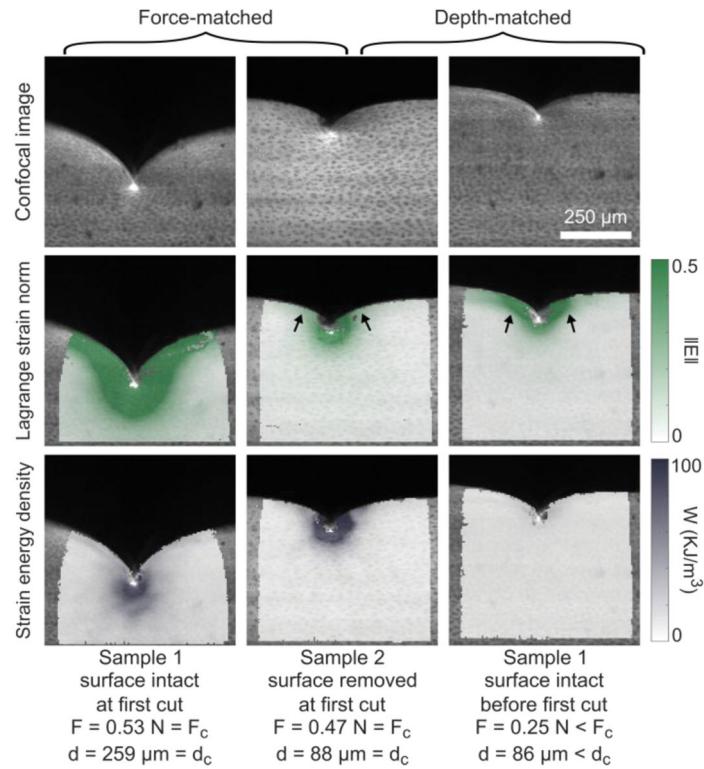 Force-matched
Depth-matched
Confocal image
250 μm
Lagrange strain norm
0.5
||E||
0
Strain energy density
100
W (KJ/m³)
0
Sample 1
surface intact
at first cut
F = 0.53 N = Fc
d = 259 μm = dc
Sample 2
surface removed
at first cut
F = 0.47 N = Fc
d = 88 μm = dc
Sample 1
surface intact
before first cut
F = 0.25 N < Fc
d = 86 μm < dc